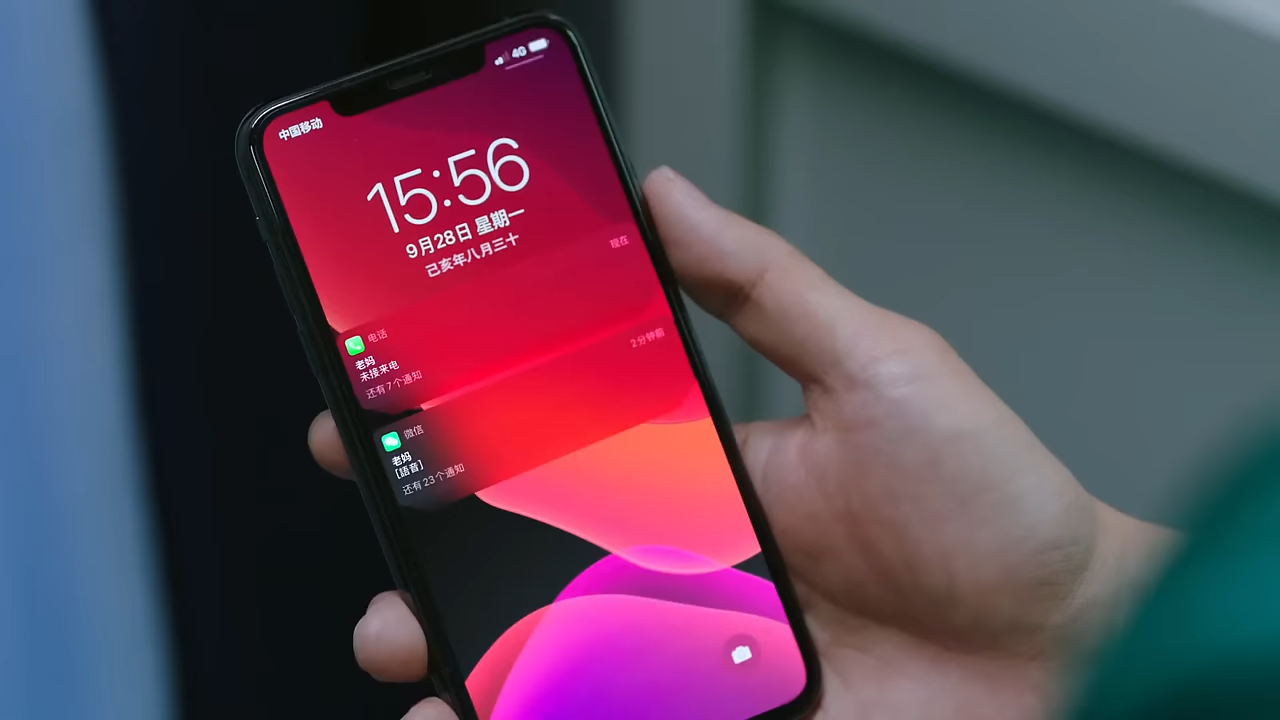 中国移动
4G
15:56
9月28日 星期一
己亥年八月三十
电话
现在
老妈
未接来电
还有7个通知
微信
2分钟前
老妈
[語音]
还有23个通知